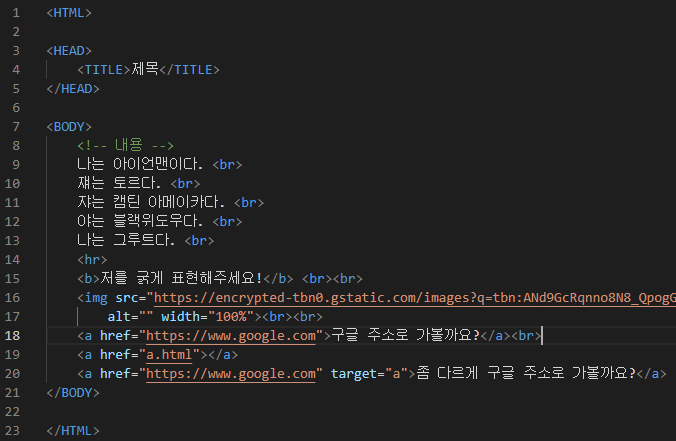 1 <HTML>
2
3 <HEAD>
4 <TITLE>제목</TITLE>
5 </HEAD>
6
7 <BODY>
8 <!-- 내용 -->
9 나는 아이언맨이다. <br>
10 쟤는 토르다. <br>
11 쟈는 캡틴 아메이카다. <br>
12 야는 블랙위도우다. <br>
13 나는 그루트다. <br>
14 <hr>
15 <b>저를 굵게 표현해주세요!</b> <br><br>
16 <img src="https://encrypted-tbn0.gstatic.com/images?q=tbn:ANd9GcRqnno8N8_QpogG
17 alt="" width="100%"><br><br>
18 <a href="https://www.google.com">구글 주소로 가볼까요?</a><br>
19 <a href="a.html"></a>
20 <a href="https://www.google.com" target="a">좀 다르게 구글 주소로 가볼까요?</a>
21 </BODY>
22
23 </HTML>